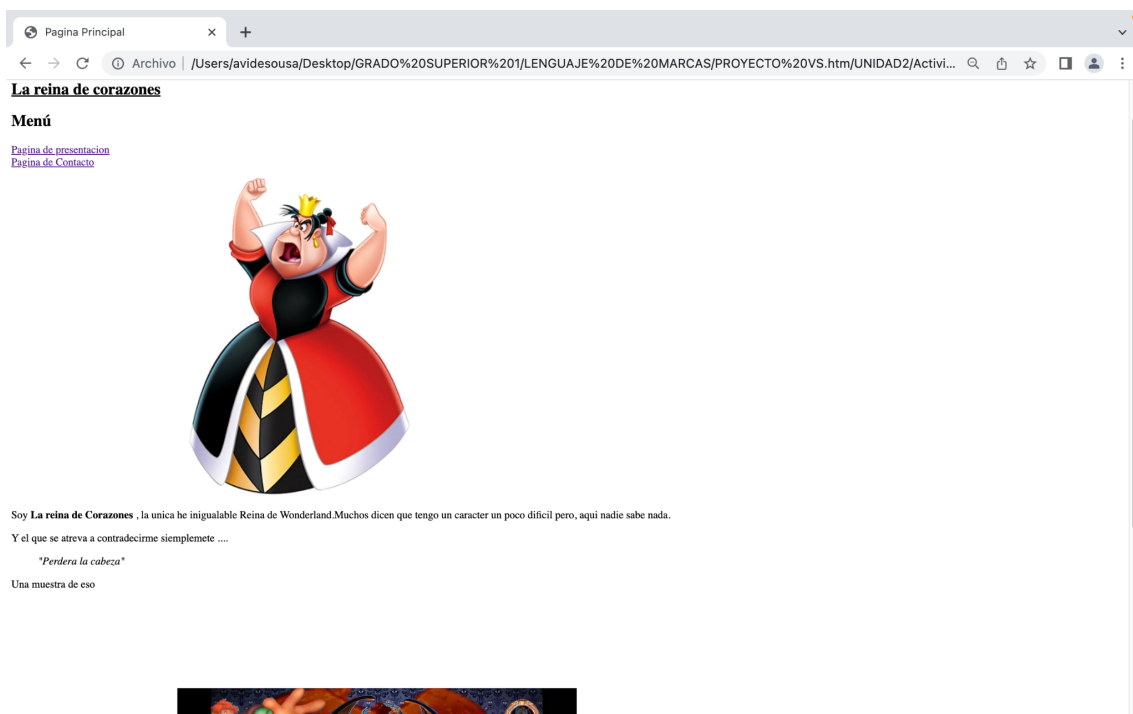 Pagina Principal
Archivo | /Users/avidesousa/Desktop/GRADO%20SUPERIOR%201/LENGUAJE%20DE%20MARCAS/PROYECTO%20VS.htm/UNIDAD2/Activi...
La reina de corazones
Menú
Pagina de presentacion
Pagina de Contacto
Soy La reina de Corazones , la unica he inigualable Reina de Wonderland.Muchos dicen que tengo un caracter un poco dificil pero, aqui nadie sabe nada.
Y el que se atreva a contradecirme siemplemete ....
"Perdera la cabeza"
Una muestra de eso